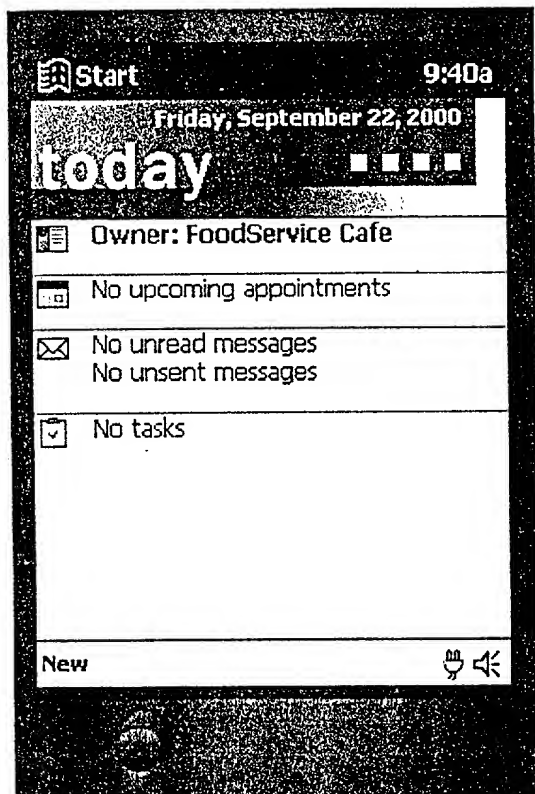 Start 9:40a
Friday, September 22, 2000
today
Owner: FoodService Cafe
No upcoming appointments
No unread messages
No unsent messages
No tasks
New